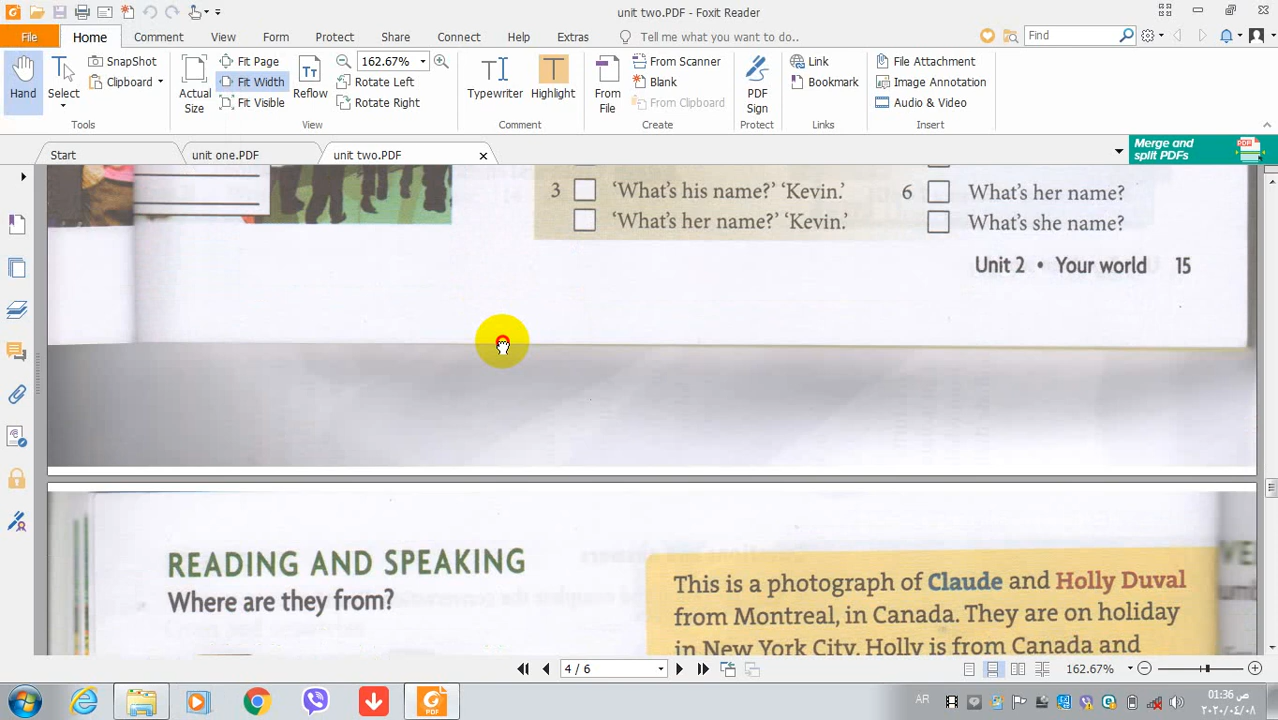 unit two.PDF - Foxit Reader
File Home Comment View Form Protect Share Connect Help Extras Tell me what you want to do... Find
Hand
Select
SnapShot
Clipboard
Actual Size
Fit Page
Fit Width
Fit Visible
Reflow
162.67%
Rotate Left
Rotate Right
Typewriter
Highlight
From File
From Scanner
Blank
From Clipboard
PDF Sign
Link
Bookmark
File Attachment
Image Annotation
Audio & Video
Tools View Comment Create Protect Links Insert
Start unit one.PDF unit two.PDF
Merge and split PDFs
PDF
3 ‘What’s his name?’ ‘Kevin.’
‘What’s her name?’ ‘Kevin.’
6 What’s her name?
What’s she name?
Unit 2 • Your world 15
READING AND SPEAKING
Where are they from?
This is a photograph of Claude and Holly Duval
from Montreal, in Canada. They are on holiday
in New York City. Holly is from Canada and
4 / 6 162.67%
PDF
AR
01:36 ص
٢٠٢٠/٠٤/٠٨